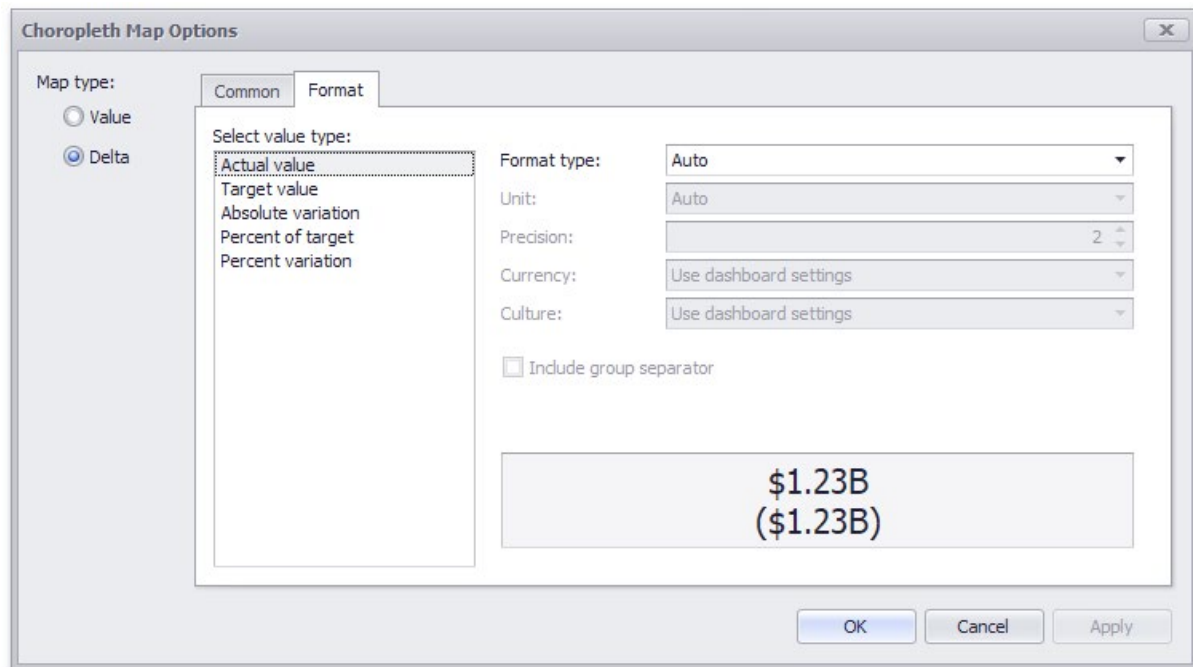 Choropleth Map Options
Map type:
Value
Delta
Common
Format
Select value type:
Actual value
Target value
Absolute variation
Percent of target
Percent variation
Format type:
Auto
Unit:
Auto
Precision:
2
Currency:
Use dashboard settings
Culture:
Use dashboard settings
Include group separator
$1.23B
($1.23B)
OK
Cancel
Apply